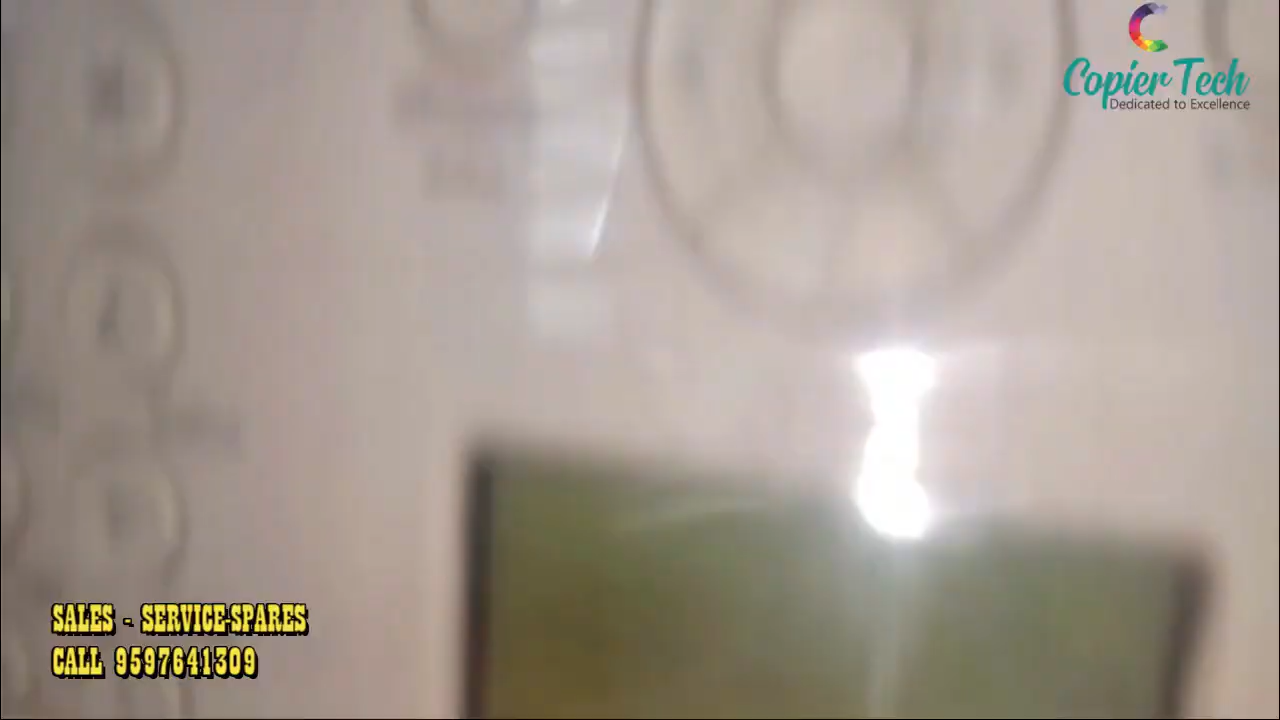 Copier Tech
Dedicated to Excellence
SALES - SERVICE-SPARES
CALL 9597641309